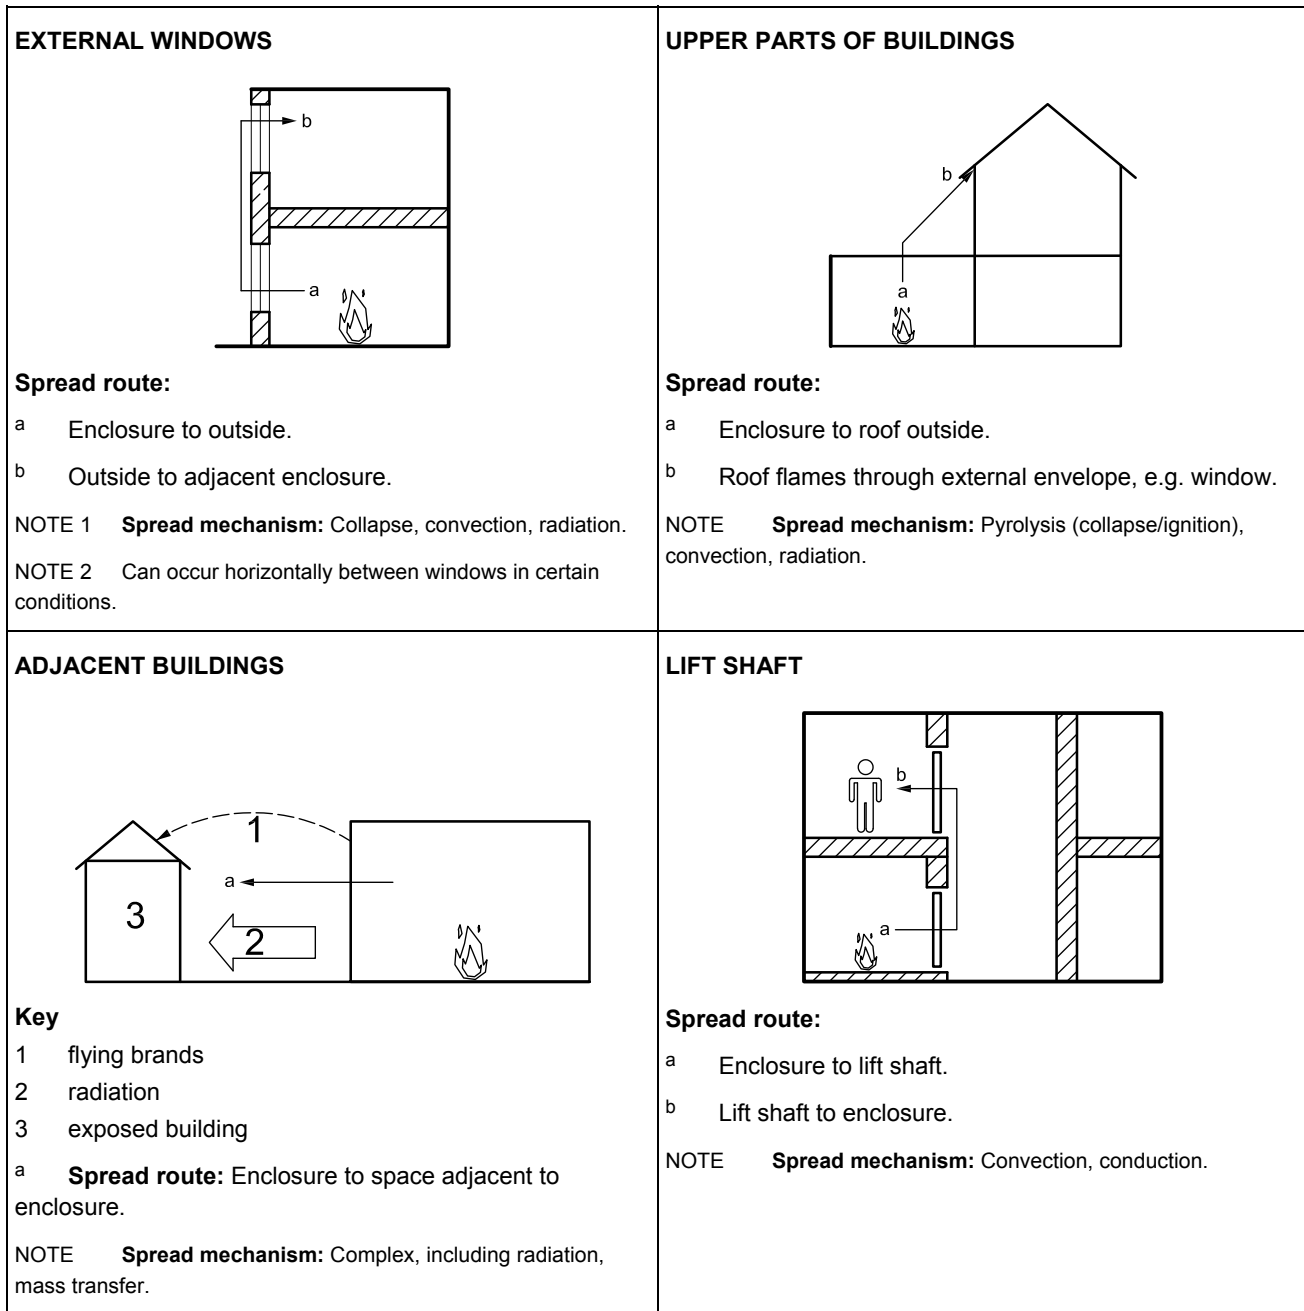 EXTERNAL WINDOWS
b
a
Spread route:
a Enclosure to outside.
b Outside to adjacent enclosure.
NOTE 1 Spread mechanism: Collapse, convection, radiation.
NOTE 2 Can occur horizontally between windows in certain
conditions.
UPPER PARTS OF BUILDINGS
b
a
Spread route:
a Enclosure to roof outside.
b Roof flames through external envelope, e.g. window.
NOTE Spread mechanism: Pyrolysis (collapse/ignition),
convection, radiation.
ADJACENT BUILDINGS
1
a
3
2
Key
1 flying brands
2 radiation
3 exposed building
a Spread route: Enclosure to space adjacent to
enclosure.
NOTE Spread mechanism: Complex, including radiation,
mass transfer.
LIFT SHAFT
b
a
Spread route:
a Enclosure to lift shaft.
b Lift shaft to enclosure.
NOTE Spread mechanism: Convection, conduction.